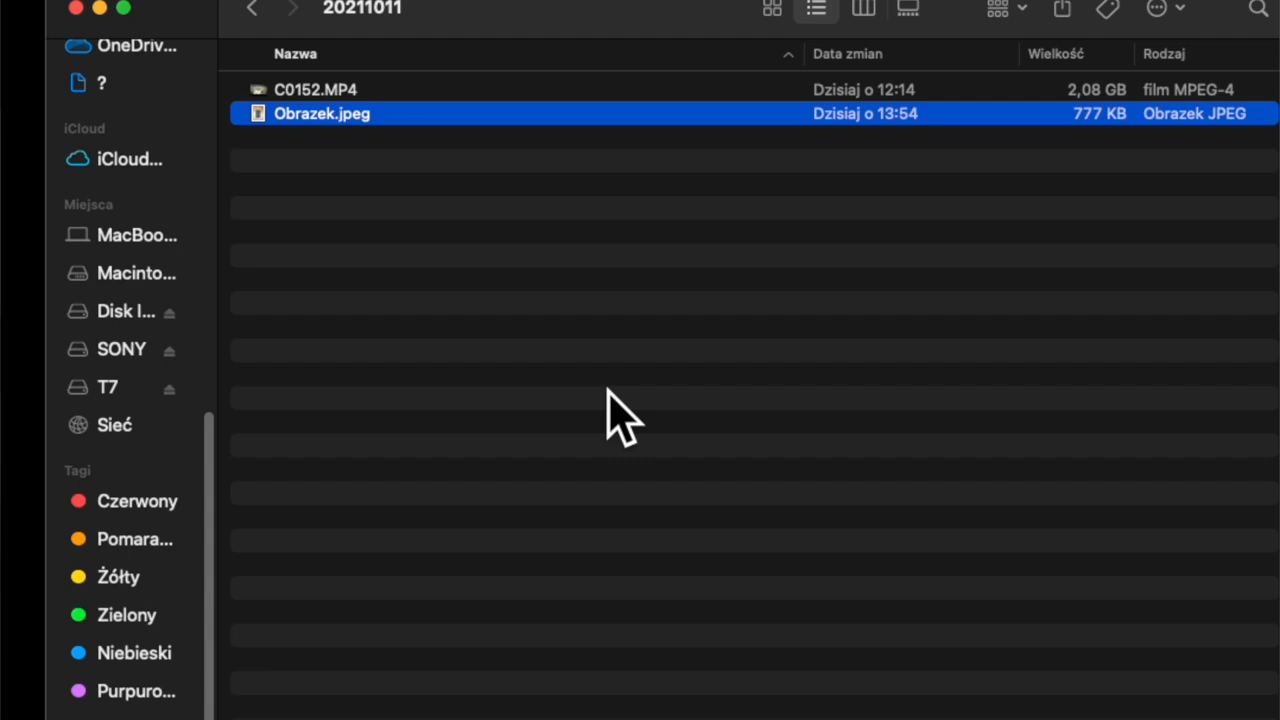 20211011
OneDriv...
?
iCloud
iCloud...
Miejsca
MacBoo...
Macinto...
Disk I...
SONY
T7
Sieć
Tagi
Czerwony
Pomara...
Żółty
Zielony
Niebieski
Purpuro...
Nazwa Data zmian Wielkość Rodzaj
C0152.MP4 Dzisiaj o 12:14 2,08 GB film MPEG-4
Obrazek.jpeg Dzisiaj o 13:54 777 KB Obrazek JPEG